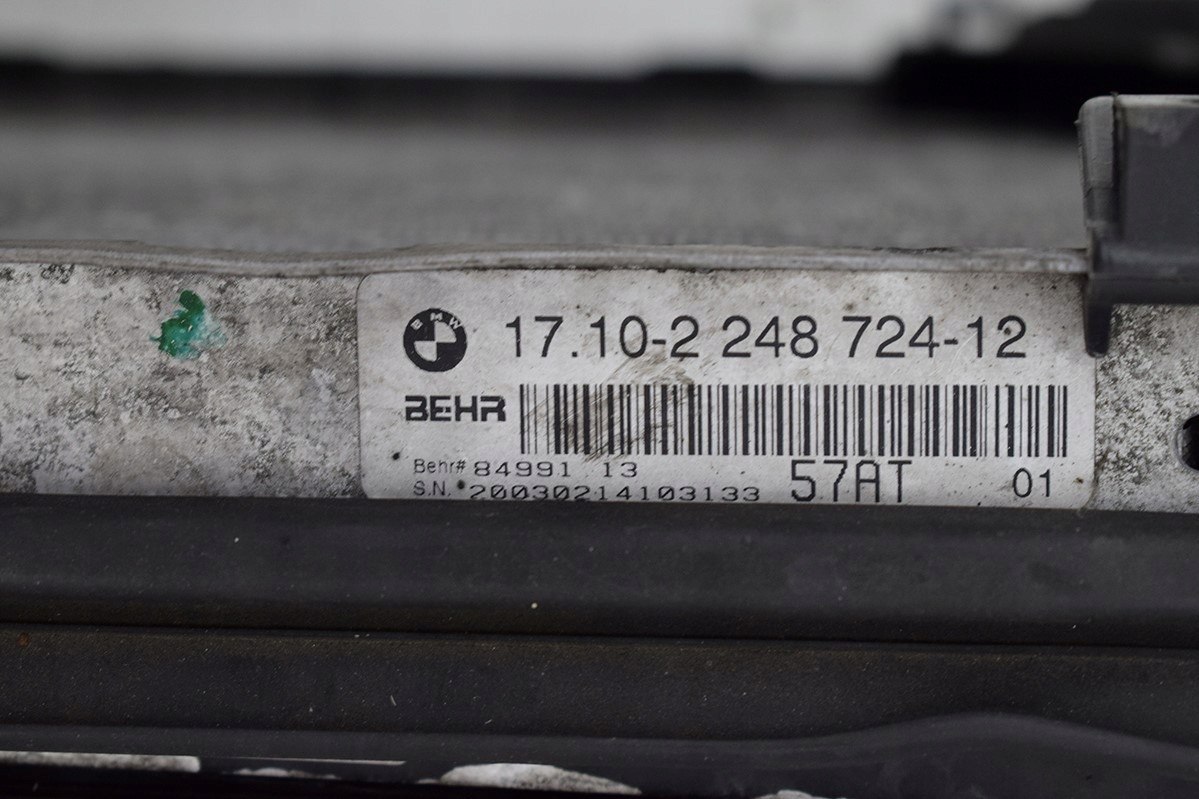 BMW 17.10-2 248 724-12
BEHR
Behr# 84991 13
S.N. 20030214103133 57AT 01